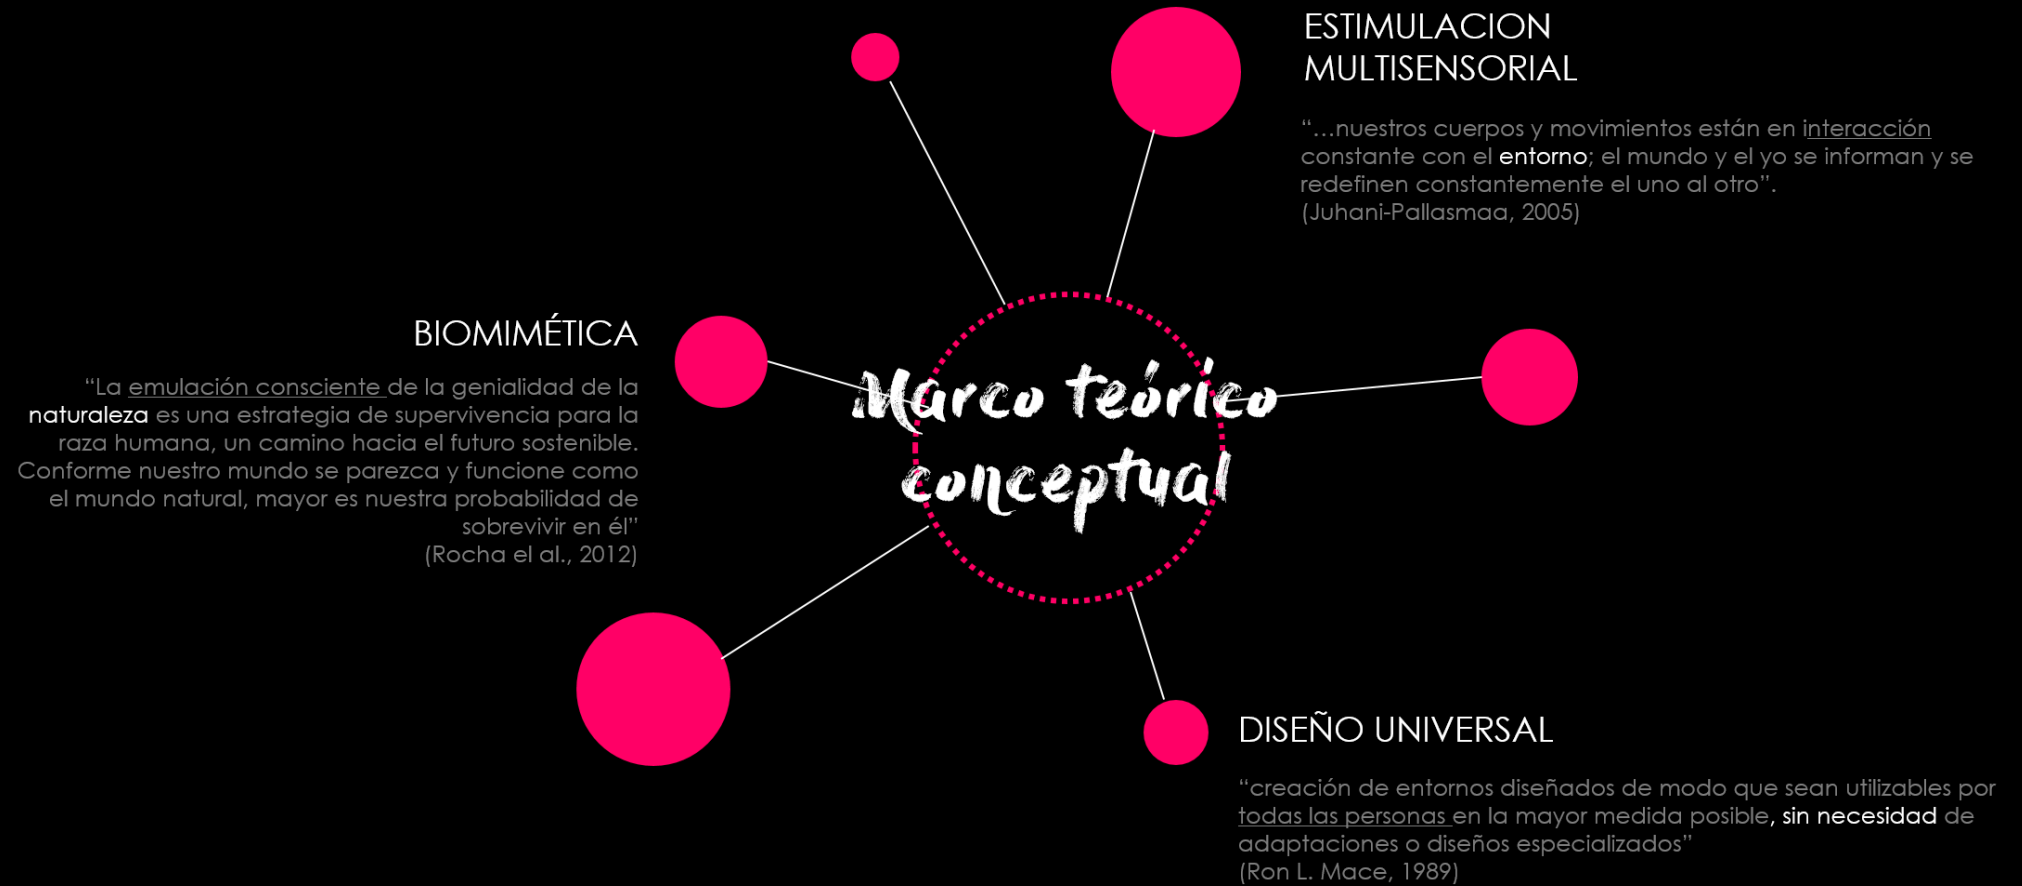 ESTIMULACION
MULTISENSORIAL
“...nuestros cuerpos y movimientos están en interacción
constante con el entorno; el mundo y el yo se informan y se
redefinen constantemente el uno al otro”.
(Juhani-Pallasmaa, 2005)
BIOMIMÉTICA
“La emulación consciente de la genialidad de la
naturaleza es una estrategia de supervivencia para la
raza humana, un camino hacia el futuro sostenible.
Conforme nuestro mundo se parezca y funcione como
el mundo natural, mayor es nuestra probabilidad de
sobrevivir en él”
(Rocha el al., 2012)
Marco teórico
conceptual
DISEÑO UNIVERSAL
“creación de entornos diseñados de modo que sean utilizables por
todas las personas en la mayor medida posible, sin necesidad de
adaptaciones o diseños especializados”
(Ron L. Mace, 1989)